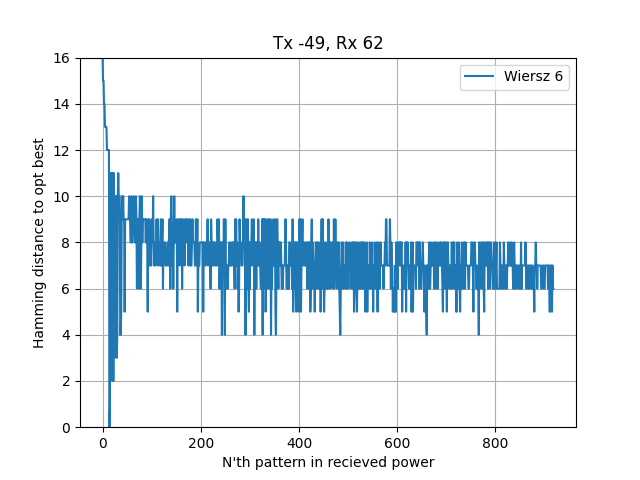 Tx -49, Rx 62
Wiersz 6
16
14
12
10
8
6
4
2
0
Hamming distance to opt best
0 200 400 600 800
N'th pattern in recieved power